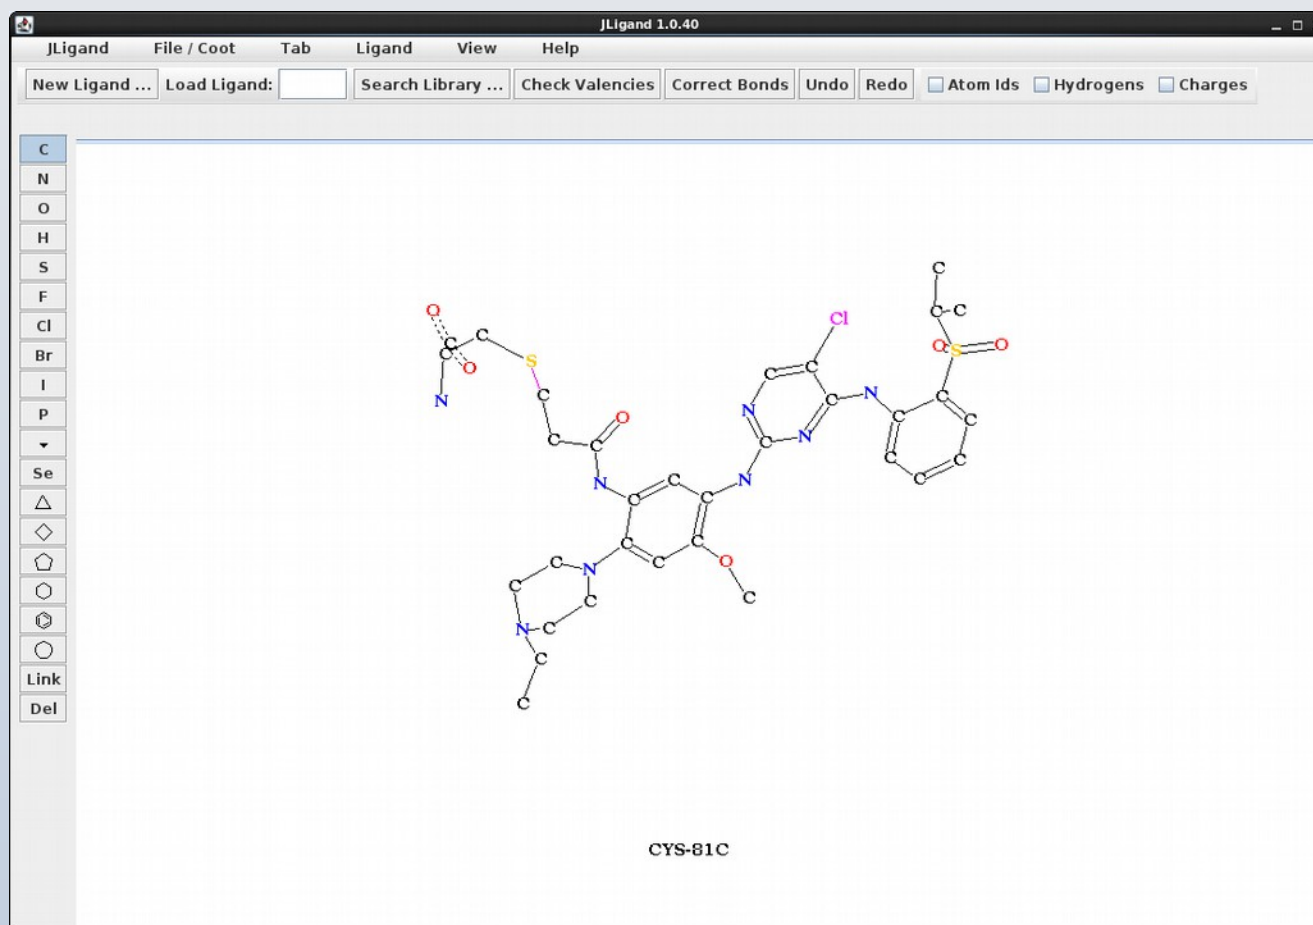 JLigand 1.0.40
JLigand File / Coot Tab Ligand View Help
New Ligand ... Load Ligand: Search Library ... Check Valencies Correct Bonds Undo Redo Atom Ids Hydrogens Charges
C
N
O
H
S
F
Cl
Br
I
P
Se
Link
Del
C
O
C C
Cl
C
O S O
C
C
O
S
C C
N
C
N
C
C
N
C
C
O
C
C
N
C
C
N
C
C
C
N
N
C
C
C
C
C
C
C
C
O
N
C
C
C
N
C
C
C
C
CYS-81C